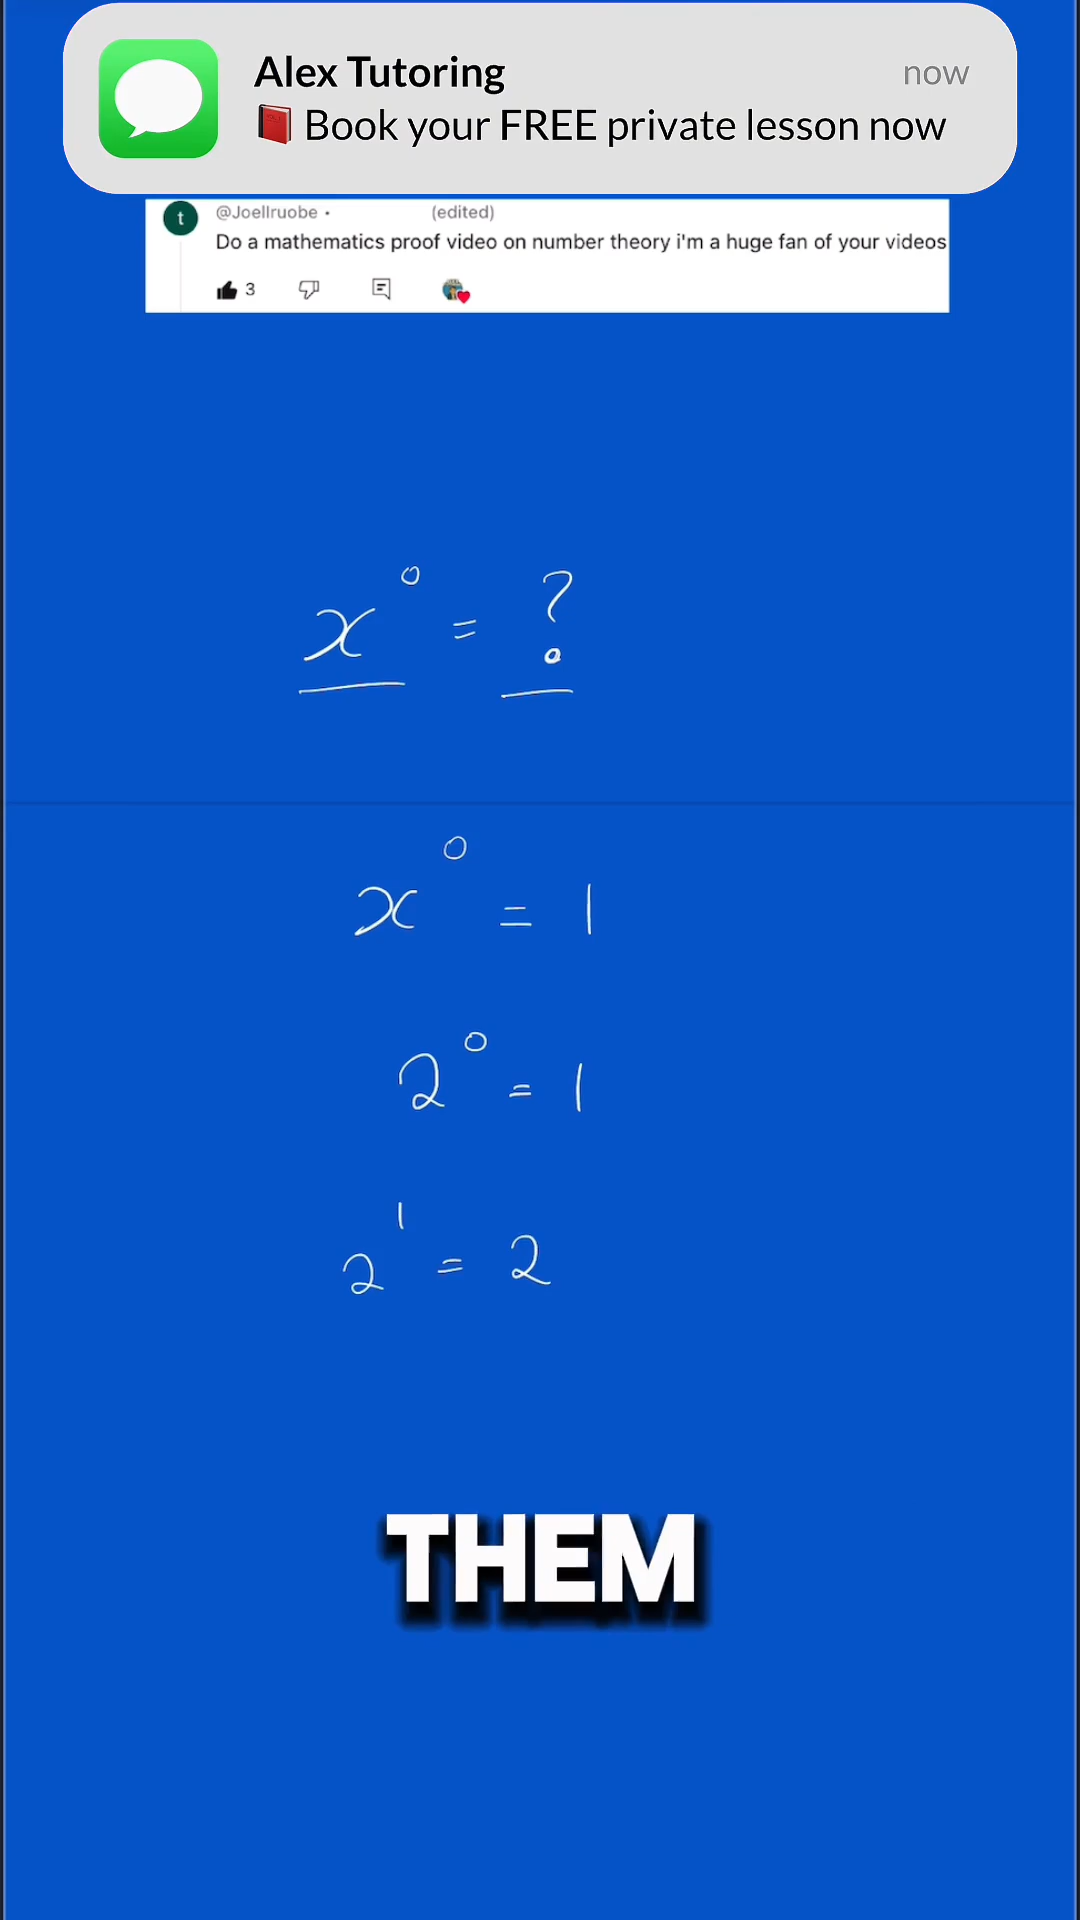 Alex Tutoring
now
📕 Book your FREE private lesson now
t
@Joellruobe • (edited)
Do a mathematics proof video on number theory i'm a huge fan of your videos
3
x⁰ = ?
x⁰ = 1
2⁰ = 1
2¹ = 2
THEM